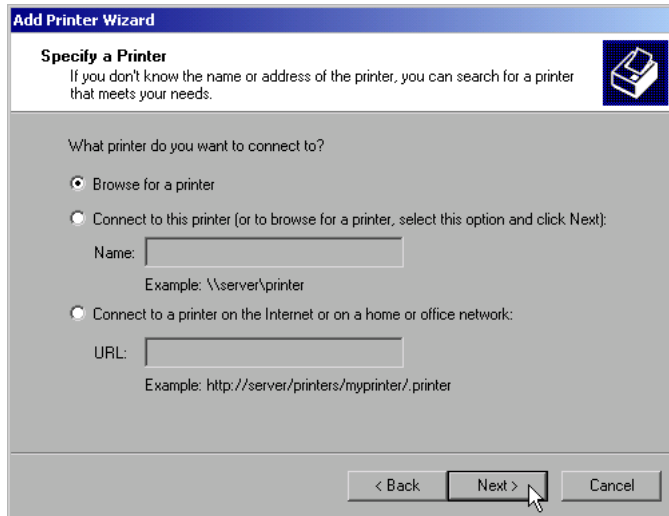 Add Printer Wizard
Specify a Printer
If you don't know the name or address of the printer, you can search for a printer
that meets your needs.
What printer do you want to connect to?
Browse for a printer
Connect to this printer (or to browse for a printer, select this option and click Next):
Name:
Example: \\server\printer
Connect to a printer on the Internet or on a home or office network:
URL:
Example: http://server/printers/myprinter/.printer
< Back Next > Cancel